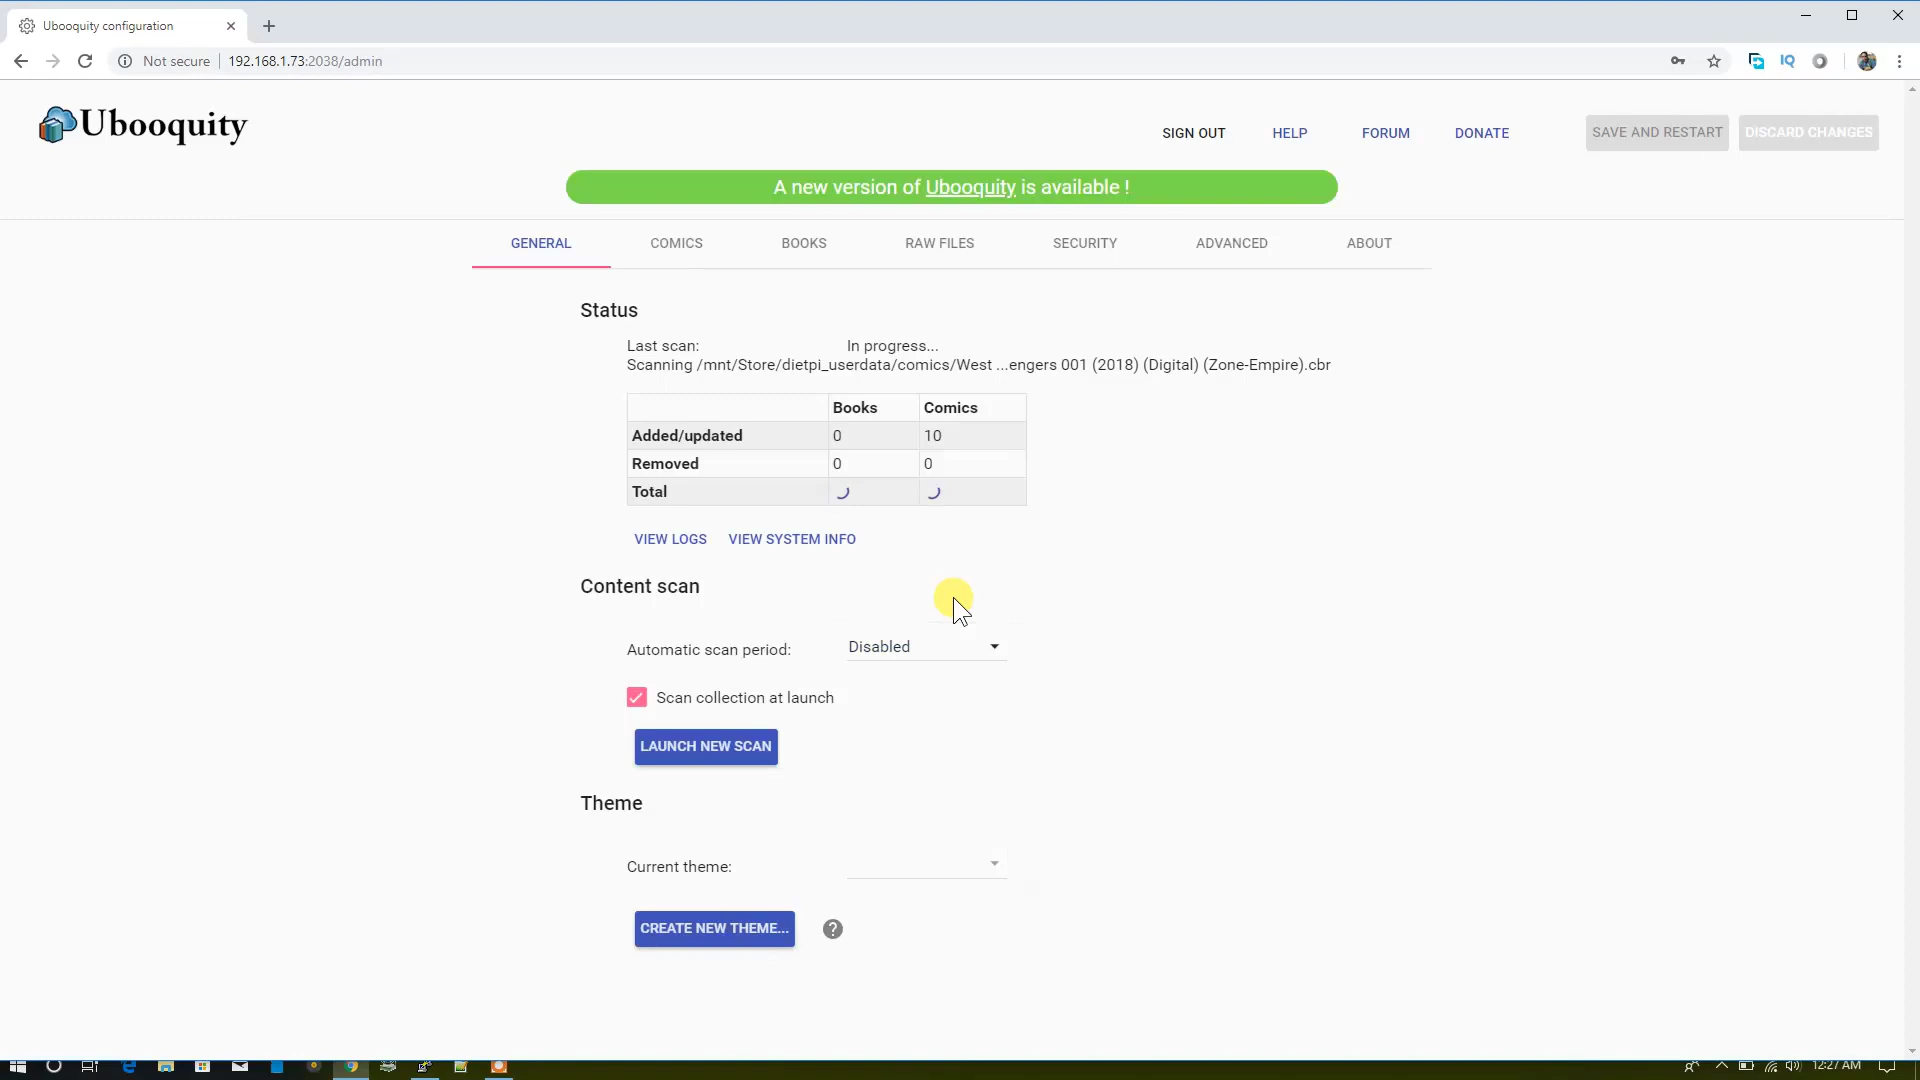 Ubooquity configuration
Not secure 192.168.1.73:2038/admin
IQ
Ubooquity
SIGN OUT HELP FORUM DONATE SAVE AND RESTART DISCARD CHANGES
A new version of Ubooquity is available !
GENERAL COMICS BOOKS RAW FILES SECURITY ADVANCED ABOUT
Status
Last scan: In progress...
Scanning /mnt/Store/dietpi_userdata/comics/West ...engers 001 (2018) (Digital) (Zone-Empire).cbr
Books Comics
Added/updated 0 10
Removed 0 0
Total
VIEW LOGS VIEW SYSTEM INFO
Content scan
Automatic scan period: Disabled
Scan collection at launch
LAUNCH NEW SCAN
Theme
Current theme:
CREATE NEW THEME... ?
12:27 AM